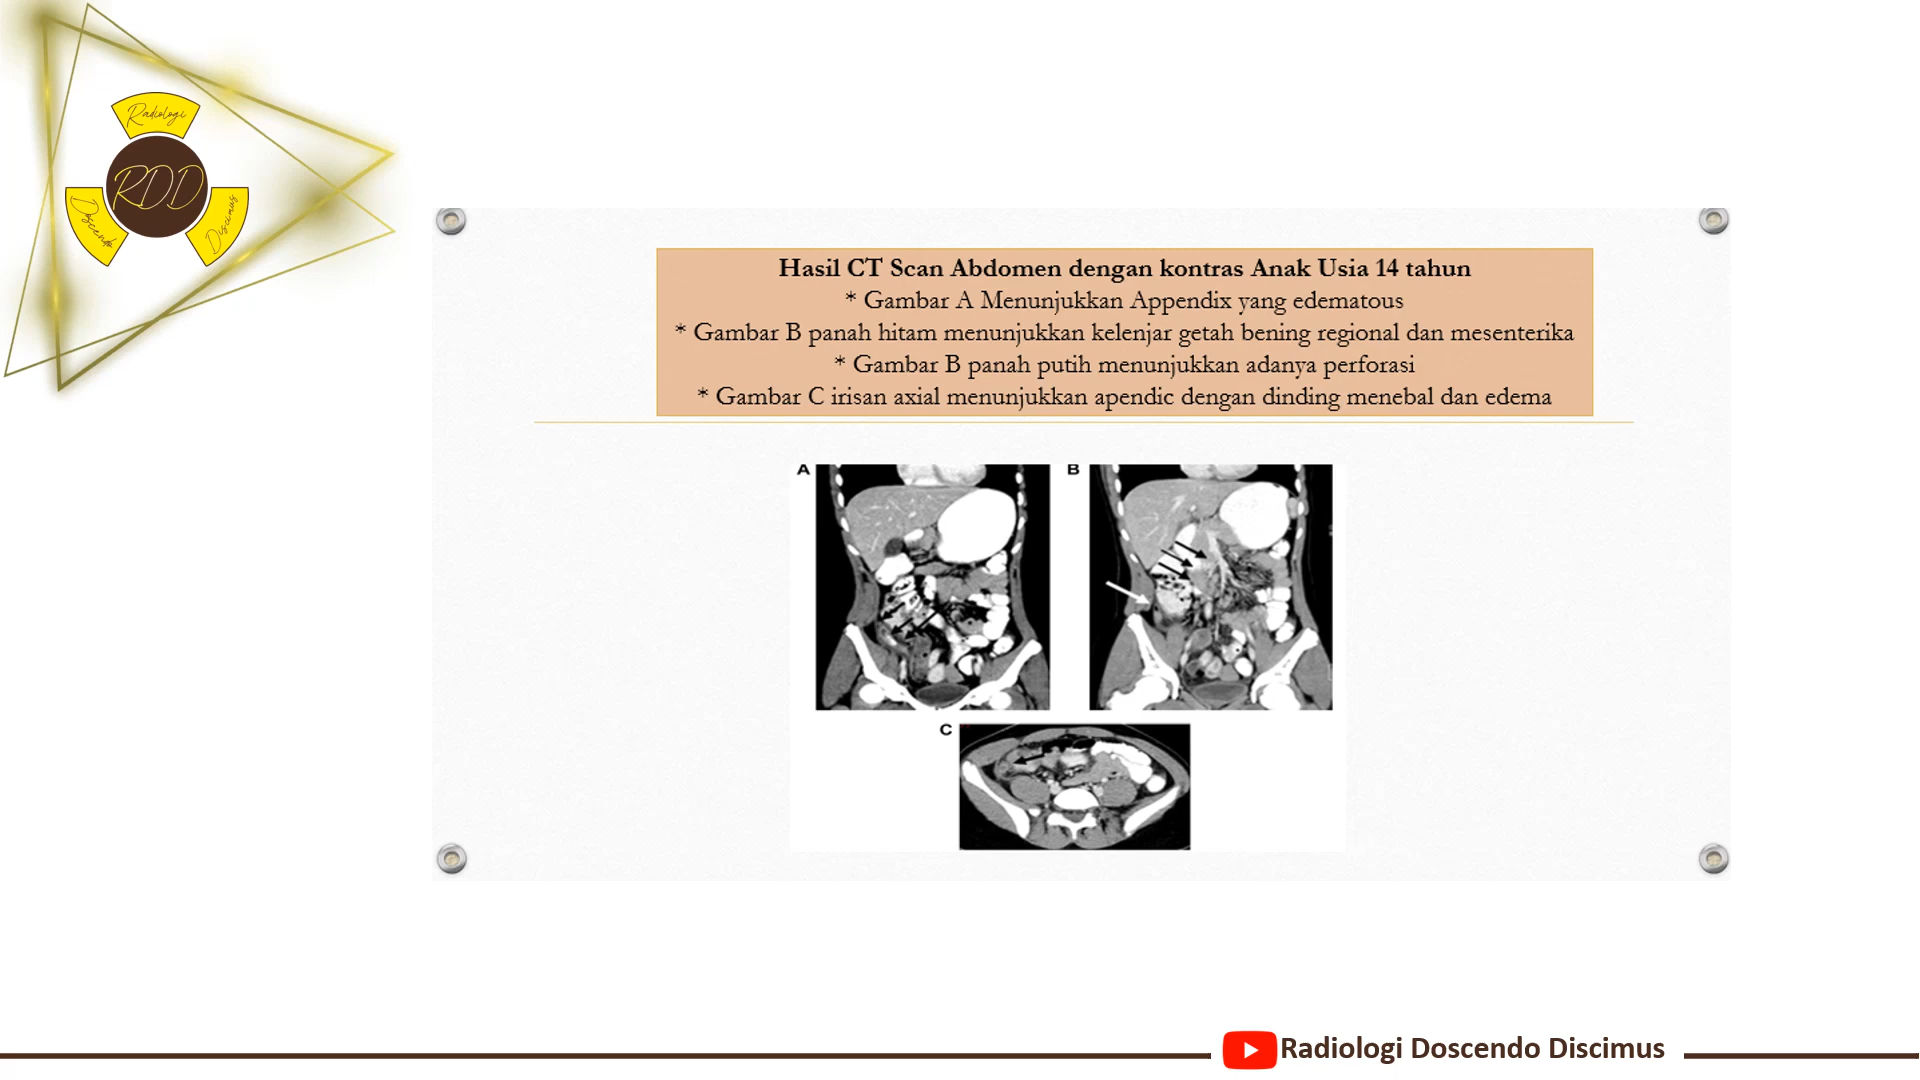 Radiologi
RDD
Doscendo
Discimus
Hasil CT Scan Abdomen dengan kontras Anak Usia 14 tahun
* Gambar A Menunjukkan Appendix yang edematous
* Gambar B panah hitam menunjukkan kelenjar getah bening regional dan mesenterika
* Gambar B panah putih menunjukkan adanya perforasi
* Gambar C irisan axial menunjukkan apendic dengan dinding menebal dan edema
A
B
C
Radiologi Doscendo Discimus